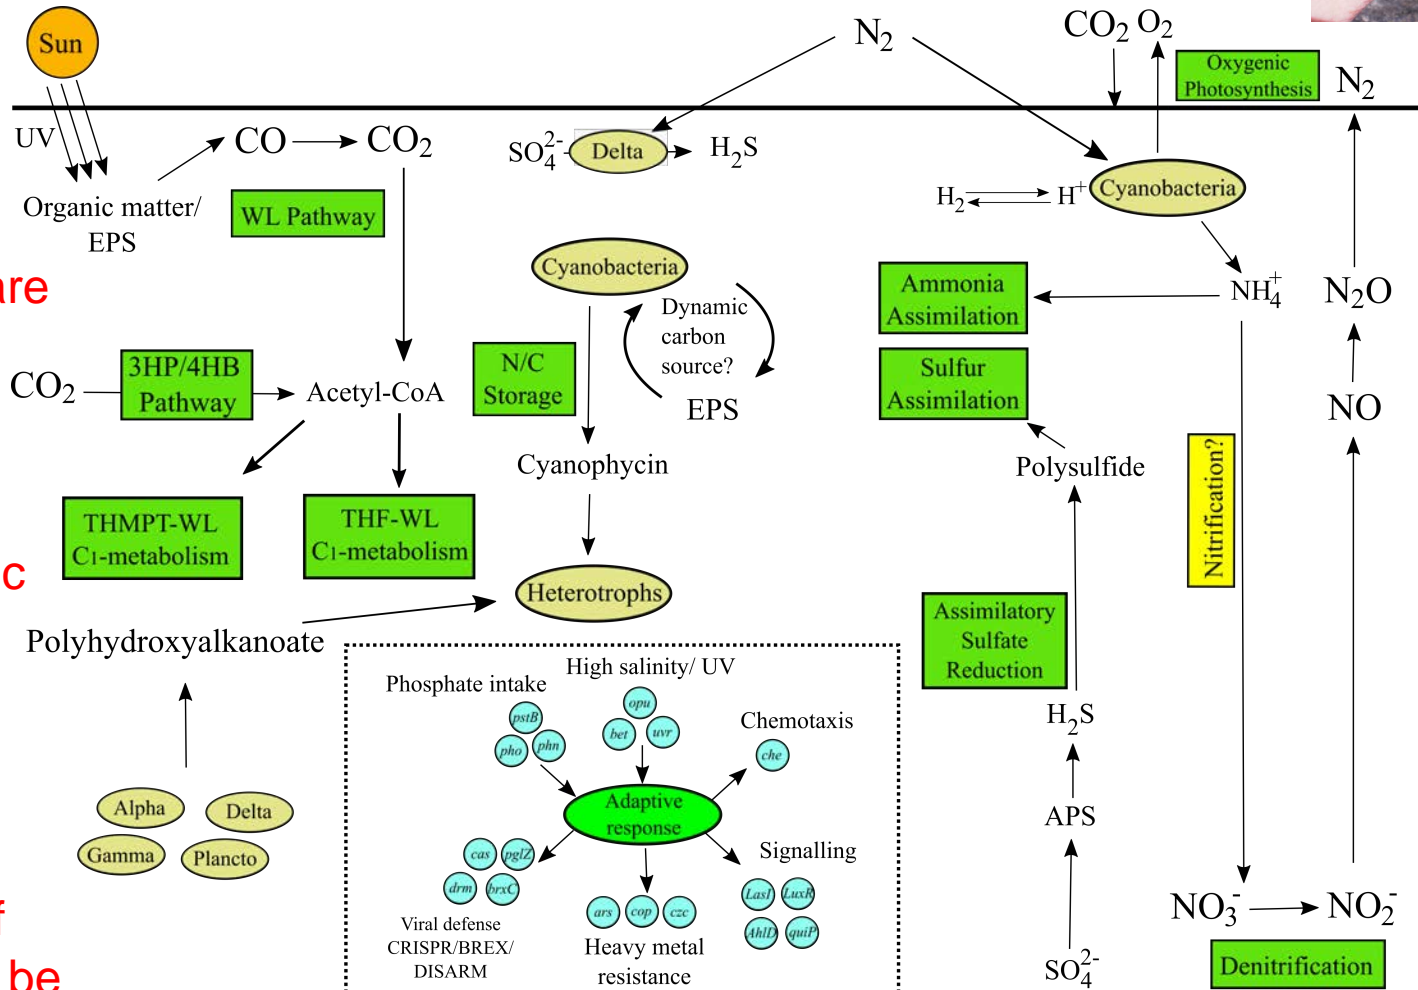 Sun
UV
Organic matter/
EPS
CO
CO2
WL Pathway
are
CO2
3HP/4HB
Pathway
Acetyl-CoA
THMPT-WL
C1-metabolism
THF-WL
C1-metabolism
c
Polyhydroxyalkanoate
Alpha
Delta
Gamma
Plancto
f
be
N2
SO4 2-
Delta
H2S
Cyanobacteria
Dynamic
carbon
source?
EPS
N/C
Storage
Cyanophycin
Heterotrophs
CO2 O2
Oxygenic
Photosynthesis
N2
H2
H+
Cyanobacteria
NH4+
Ammonia
Assimilation
Sulfur
Assimilation
Polysulfide
Assimilatory
Sulfate
Reduction
H2S
APS
SO4 2-
Nitrification?
N2O
NO
NO3-
NO2-
Denitrification
Phosphate intake
pstB
pho
phn
High salinity/ UV
opu
bet
uvr
Chemotaxis
che
Adaptive
response
cas
pglZ
drm
brxC
Viral defense
CRISPR/BREX/
DISARM
ars
cop
czc
Heavy metal
resistance
Signalling
LasI
LuxR
AhlD
quiP